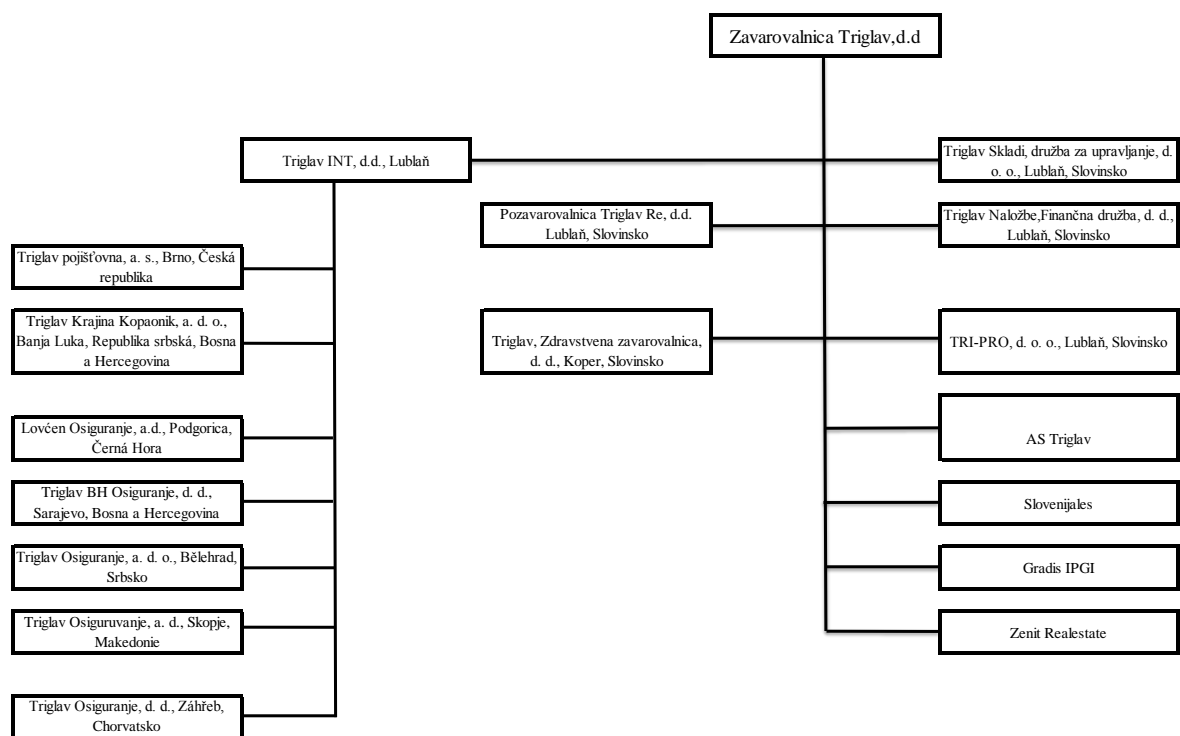 Zavarovalnica Triglav,d.d
Triglav INT, d.d., Lublaň
Triglav Skladi, družba za upravljanje, d.
o. o., Lublaň, Slovinsko
Pozavarovalnica Triglav Re, d.d.
Lublaň, Slovinsko
Triglav Naložbe,Finančna družba, d. d.,
Lublaň, Slovinsko
Triglav pojišťovna, a. s., Brno, Česká
republika
Triglav Krajina Kopaonik, a. d. o.,
Banja Luka, Republika srbská, Bosna
a Hercegovina
Triglav, Zdravstvena zavarovalnica,
d. d., Koper, Slovinsko
TRI-PRO, d. o. o., Lublaň, Slovinsko
Lovćen Osiguranje, a.d., Podgorica,
Černá Hora
AS Triglav
Triglav BH Osiguranje, d. d.,
Sarajevo, Bosna a Hercegovina
Slovenijales
Triglav Osiguranje, a. d. o., Bělehrad,
Srbsko
Gradis IPGI
Triglav Osiguruvanje, a. d., Skopje,
Makedonie
Zenit Realestate
Triglav Osiguranje, d. d., Záhřeb,
Chorvatsko